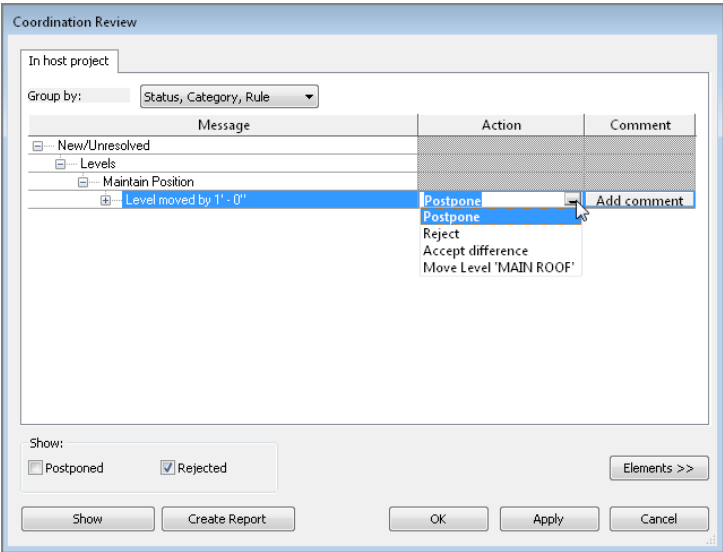 Coordination Review
In host project
Group by: Status, Category, Rule
Message Action Comment
New/Unresolved
Levels
Maintain Position
Level moved by 1' - 0" Postpone Add comment
Postpone
Reject
Accept difference
Move Level 'MAIN ROOF'
Show:
Postponed Rejected Elements >>
Show Create Report OK Apply Cancel